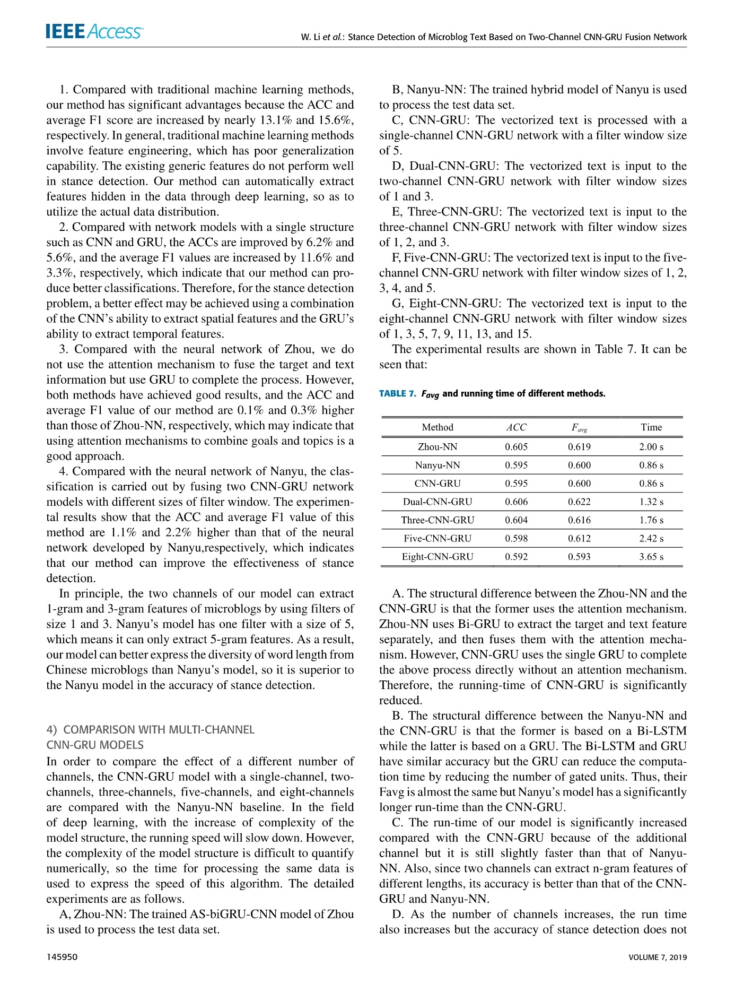 IEEE Access
W. Li et al.: Stance Detection of Microblog Text Based on Two-Channel CNN-GRU Fusion Network
1. Compared with traditional machine learning methods,
our method has significant advantages because the ACC and
average F1 score are increased by nearly 13.1% and 15.6%,
respectively. In general, traditional machine learning methods
involve feature engineering, which has poor generalization
capability. The existing generic features do not perform well
in stance detection. Our method can automatically extract
features hidden in the data through deep learning, so as to
utilize the actual data distribution.
2. Compared with network models with a single structure
such as CNN and GRU, the ACCs are improved by 6.2% and
5.6%, and the average F1 values are increased by 11.6% and
3.3%, respectively, which indicate that our method can pro-
duce better classifications. Therefore, for the stance detection
problem, a better effect may be achieved using a combination
of the CNN's ability to extract spatial features and the GRU's
ability to extract temporal features.
3. Compared with the neural network of Zhou, we do
not use the attention mechanism to fuse the target and text
information but use GRU to complete the process. However,
both methods have achieved good results, and the ACC and
average F1 value of our method are 0.1% and 0.3% higher
than those of Zhou-NN, respectively, which may indicate that
using attention mechanisms to combine goals and topics is a
good approach.
4. Compared with the neural network of Nanyu, the clas-
sification is carried out by fusing two CNN-GRU network
models with different sizes of filter window. The experimen-
tal results show that the ACC and average F1 value of this
method are 1.1% and 2.2% higher than that of the neural
network developed by Nanyu,respectively, which indicates
that our method can improve the effectiveness of stance
detection.
In principle, the two channels of our model can extract
1-gram and 3-gram features of microblogs by using filters of
size 1 and 3. Nanyu's model has one filter with a size of 5,
which means it can only extract 5-gram features. As a result,
our model can better express the diversity of word length from
Chinese microblogs than Nanyu's model, so it is superior to
the Nanyu model in the accuracy of stance detection.
4) COMPARISON WITH MULTI-CHANNEL
CNN-GRU MODELS
In order to compare the effect of a different number of
channels, the CNN-GRU model with a single-channel, two-
channels, three-channels, five-channels, and eight-channels
are compared with the Nanyu-NN baseline. In the field
of deep learning, with the increase of complexity of the
model structure, the running speed will slow down. However,
the complexity of the model structure is difficult to quantify
numerically, so the time for processing the same data is
used to express the speed of this algorithm. The detailed
experiments are as follows.
A, Zhou-NN: The trained AS-biGRU-CNN model of Zhou
is used to process the test data set.
B, Nanyu-NN: The trained hybrid model of Nanyu is used
to process the test data set.
C, CNN-GRU: The vectorized text is processed with a
single-channel CNN-GRU network with a filter window size
of 5.
D, Dual-CNN-GRU: The vectorized text is input to the
two-channel CNN-GRU network with filter window sizes
of 1 and 3.
E, Three-CNN-GRU: The vectorized text is input to the
three-channel CNN-GRU network with filter window sizes
of 1, 2, and 3.
F, Five-CNN-GRU: The vectorized text is input to the five-
channel CNN-GRU network with filter window sizes of 1, 2,
3, 4, and 5.
G, Eight-CNN-GRU: The vectorized text is input to the
eight-channel CNN-GRU network with filter window sizes
of 1, 3, 5, 7, 9, 11, 13, and 15.
The experimental results are shown in Table 7. It can be
seen that:
TABLE 7. Favg and running time of different methods.
Method ACC Favg Time
Zhou-NN 0.605 0.619 2.00 s
Nanyu-NN 0.595 0.600 0.86 s
CNN-GRU 0.595 0.600 0.86 s
Dual-CNN-GRU 0.606 0.622 1.32 s
Three-CNN-GRU 0.604 0.616 1.76 s
Five-CNN-GRU 0.598 0.612 2.42 s
Eight-CNN-GRU 0.592 0.593 3.65 s
A. The structural difference between the Zhou-NN and the
CNN-GRU is that the former uses the attention mechanism.
Zhou-NN uses Bi-GRU to extract the target and text feature
separately, and then fuses them with the attention mecha-
nism. However, CNN-GRU uses the single GRU to complete
the above process directly without an attention mechanism.
Therefore, the running-time of CNN-GRU is significantly
reduced.
B. The structural difference between the Nanyu-NN and
the CNN-GRU is that the former is based on a Bi-LSTM
while the latter is based on a GRU. The Bi-LSTM and GRU
have similar accuracy but the GRU can reduce the computa-
tion time by reducing the number of gated units. Thus, their
Favg is almost the same but Nanyu's model has a significantly
longer run-time than the CNN-GRU.
C. The run-time of our model is significantly increased
compared with the CNN-GRU because of the additional
channel but it is still slightly faster than that of Nanyu-
NN. Also, since two channels can extract n-gram features of
different lengths, its accuracy is better than that of the CNN-
GRU and Nanyu-NN.
D. As the number of channels increases, the run time
also increases but the accuracy of stance detection does not
145950
VOLUME 7, 2019